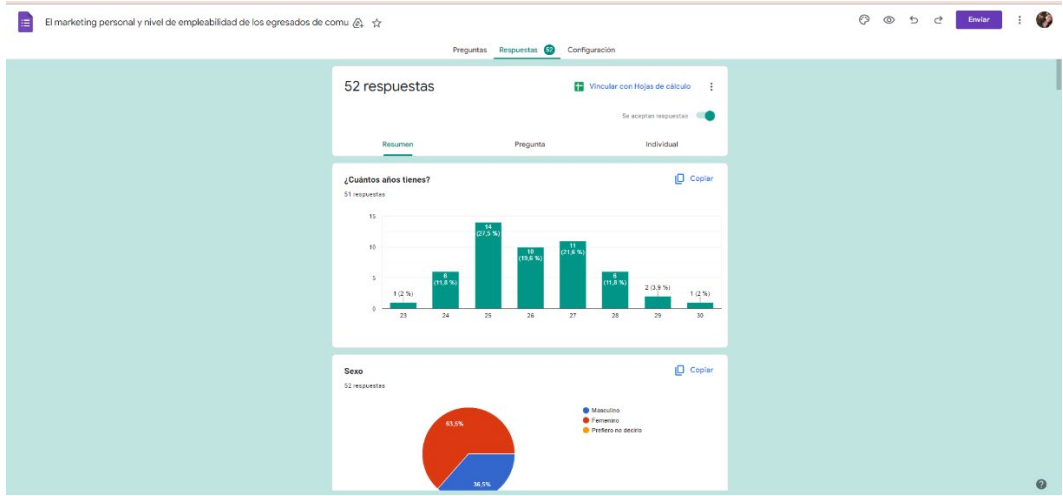 El marketing personal y nivel de empleabilidad de los egresados de comu
Enviar
Preguntas Respuestas 52 Configuración
52 respuestas
Vincular con Hojas de cálculo
Se aceptan respuestas
Resumen Pregunta Individual
¿Cuántos años tienes?
Copiar
51 respuestas
15
10
5
0
1 (2 %)
6
(11,8 %)
14
(27,5 %)
10
(19,6 %)
11
(21,6 %)
6
(11,8 %)
2 (3,9 %)
1 (2 %)
23 24 25 26 27 28 29 30
Sexo
Copiar
52 respuestas
63,5%
36,5%
Masculino
Femenino
Prefiero no decirlo